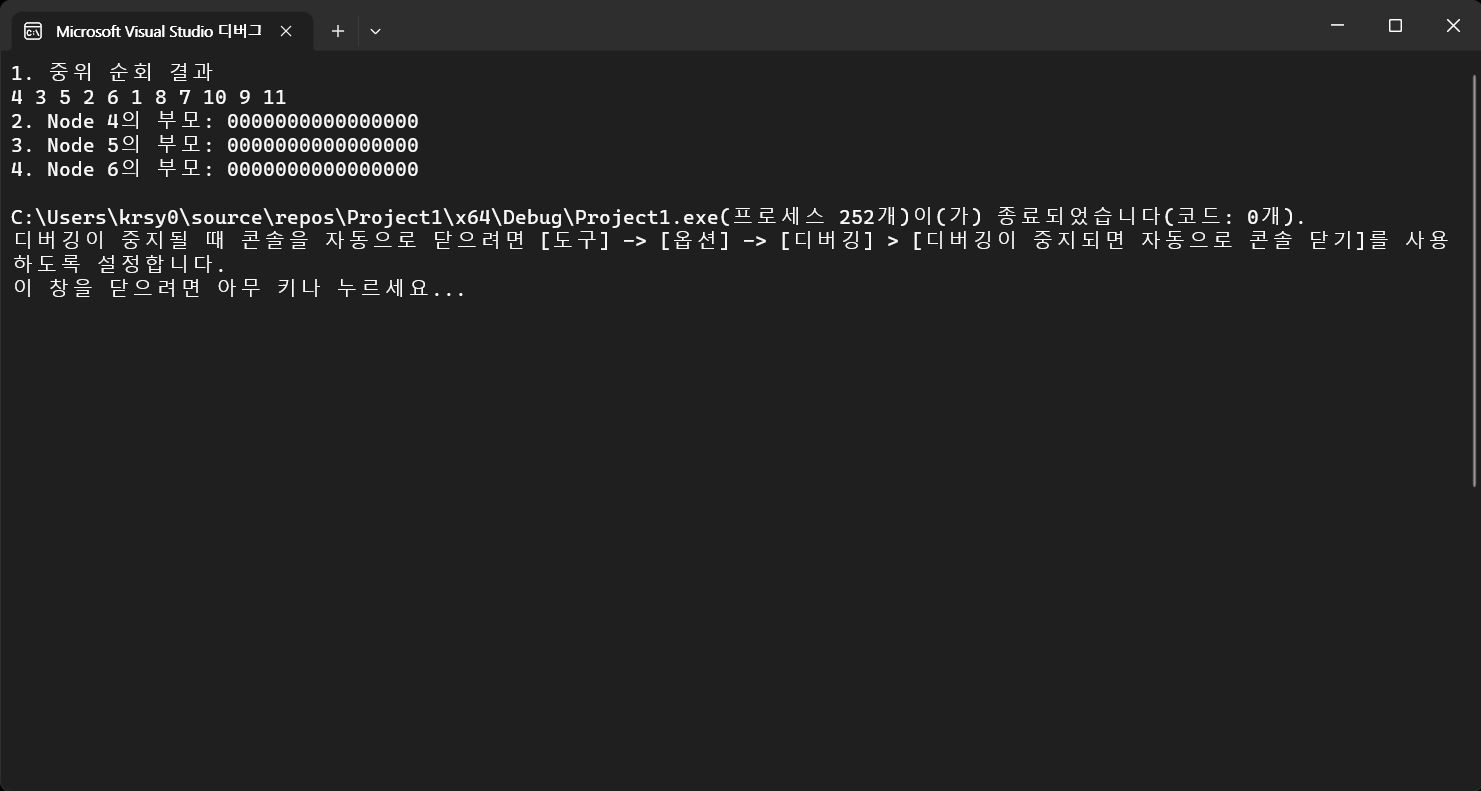 Microsoft Visual Studio 디버그
1. 중위 순회 결과
4 3 5 2 6 1 8 7 10 9 11
2. Node 4의 부모: 0000000000000000
3. Node 5의 부모: 0000000000000000
4. Node 6의 부모: 0000000000000000
C:\Users\krsy0\source\repos\Project1\x64\Debug\Project1.exe(프로세스 252개)이(가) 종료되었습니다(코드: 0개).
디버깅이 중지될 때 콘솔을 자동으로 닫으려면 [도구] -> [옵션] -> [디버깅] > [디버깅이 중지되면 자동으로 콘솔 닫기]를 사용
하도록 설정합니다.
이 창을 닫으려면 아무 키나 누르세요...